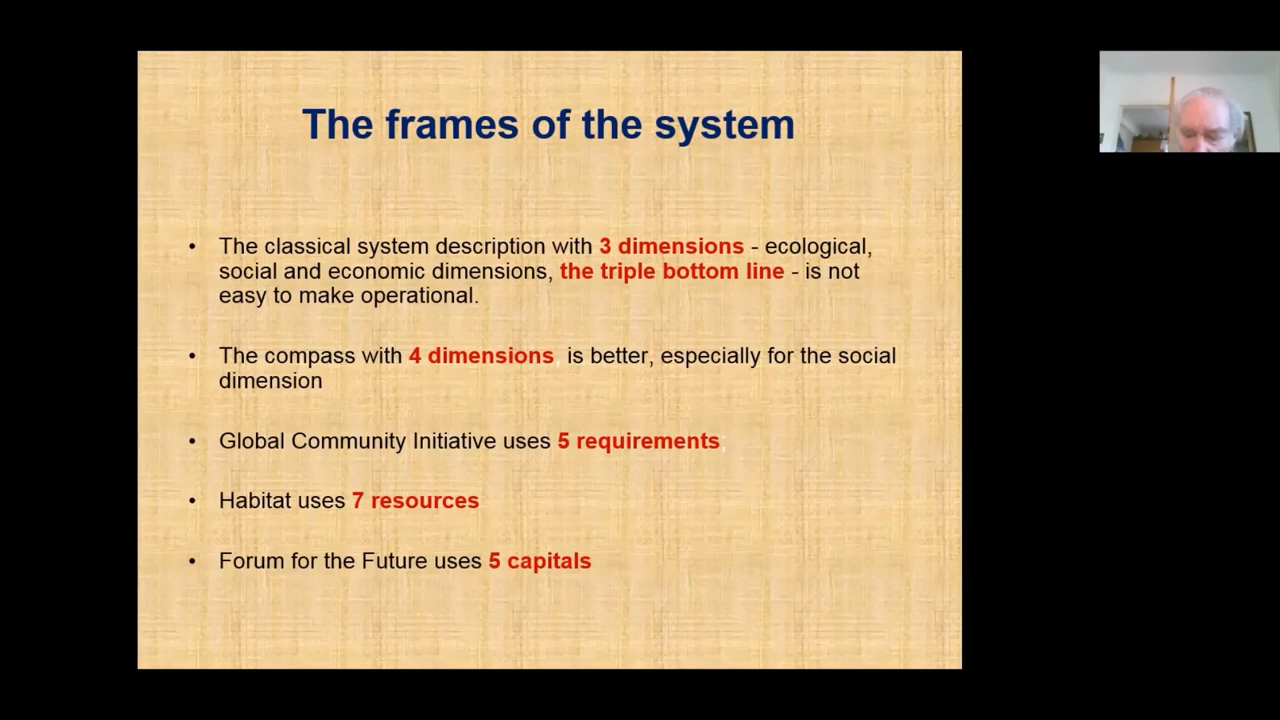 The frames of the system
• The classical system description with 3 dimensions - ecological,
social and economic dimensions, the triple bottom line - is not
easy to make operational.
• The compass with 4 dimensions, is better, especially for the social
dimension
• Global Community Initiative uses 5 requirements,
• Habitat uses 7 resources
• Forum for the Future uses 5 capitals